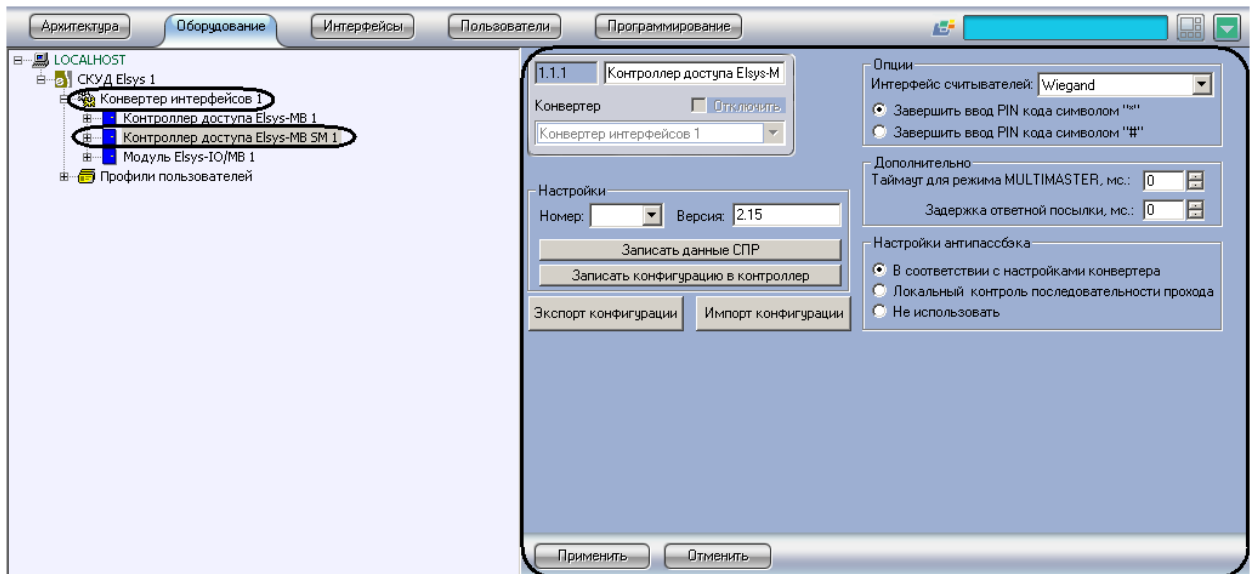 Архитектура Оборудование Интерфейсы Пользователи Программирование
LOCALHOST
СКУД Elsys 1
Конвертер интерфейсов 1
Контроллер доступа Elsys-MB 1
Контроллер доступа Elsys-MB SM 1
Модуль Elsys-IO/MB 1
Профили пользователей
1.1.1 Контроллер доступа Elsys-M
Конвертер Отключить
Конвертер интерфейсов 1
Настройки
Номер: Версия: 2.15
Записать данные СПР
Записать конфигурацию в контроллер
Экспорт конфигурации Импорт конфигурации
Опции
Интерфейс считывателей: Wiegand
Завершить ввод PIN кода символом "*"
Завершить ввод PIN кода символом "#"
Дополнительно
Таймаут для режима MULTIMASTER, мс.: 0
Задержка ответной посылки, мс.: 0
Настройки антипассбэка
В соответствии с настройками конвертера
Локальный контроль последовательности прохода
Не использовать
Применить Отменить